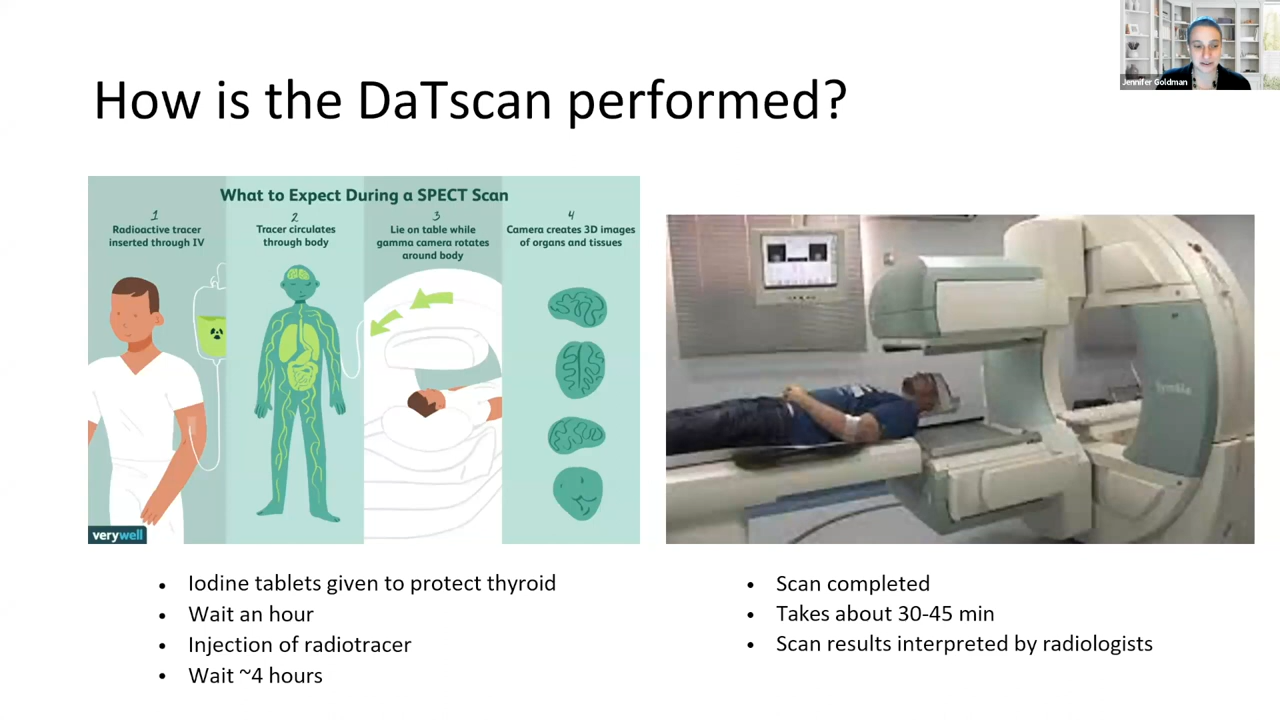 Jennifer Goldman
How is the DaTscan performed?
What to Expect During a SPECT Scan
1
Radioactive tracer
inserted through IV
2
Tracer circulates
through body
3
Lie on table while
gamma camera rotates
around body
4
Camera creates 3D images
of organs and tissues
verywell
• Iodine tablets given to protect thyroid
• Wait an hour
• Injection of radiotracer
• Wait ~4 hours
• Scan completed
• Takes about 30-45 min
• Scan results interpreted by radiologists